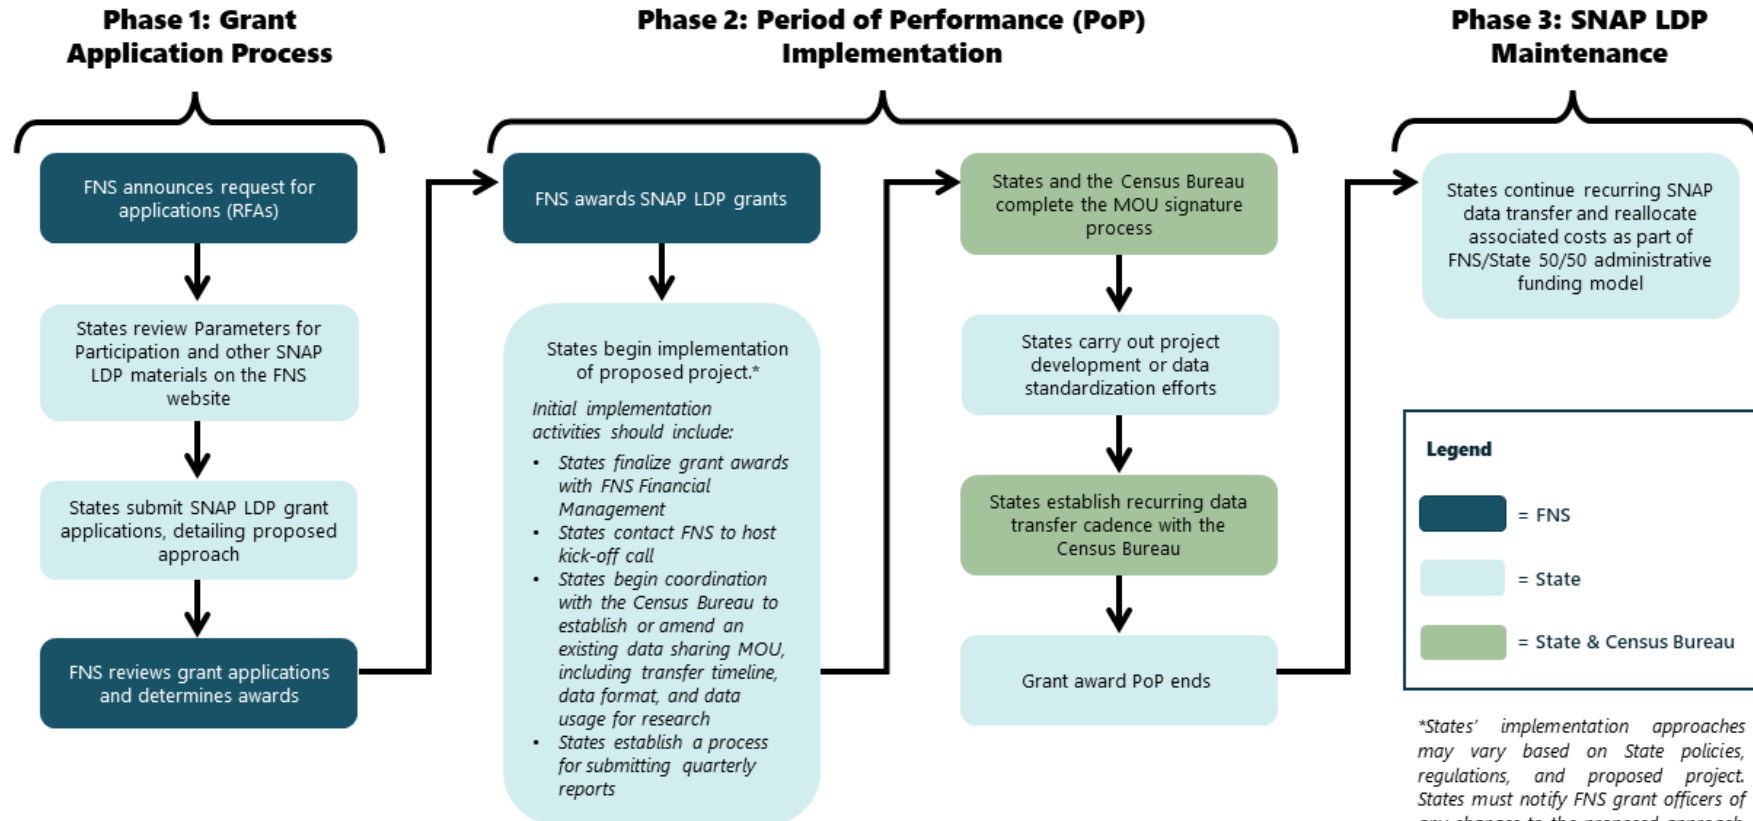 Phase 1: Grant
Application Process
FNS announces request for
applications (RFAs)
States review Parameters for
Participation and other SNAP
LDP materials on the FNS
website
States submit SNAP LDP grant
applications, detailing proposed
approach
FNS reviews grant applications
and determines awards
Phase 2: Period of Performance (PoP)
Implementation
FNS awards SNAP LDP grants
States begin implementation
of proposed project.*
Initial implementation
activities should include:
• States finalize grant awards
with FNS Financial
Management
• States contact FNS to host
kick-off call
• States begin coordination
with the Census Bureau to
establish or amend an
existing data sharing MOU,
including transfer timeline,
data format, and data
usage for research
• States establish a process
for submitting quarterly
reports
States and the Census Bureau
complete the MOU signature
process
States carry out project
development or data
standardization efforts
States establish recurring data
transfer cadence with the
Census Bureau
Grant award PoP ends
Phase 3: SNAP LDP
Maintenance
States continue recurring SNAP
data transfer and reallocate
associated costs as part of
FNS/State 50/50 administrative
funding model
Legend
= FNS
= State
= State & Census Bureau
*States' implementation approaches
may vary based on State policies,
regulations, and proposed project.
States must notify FNS grant officers of
any changes to the proposed approach